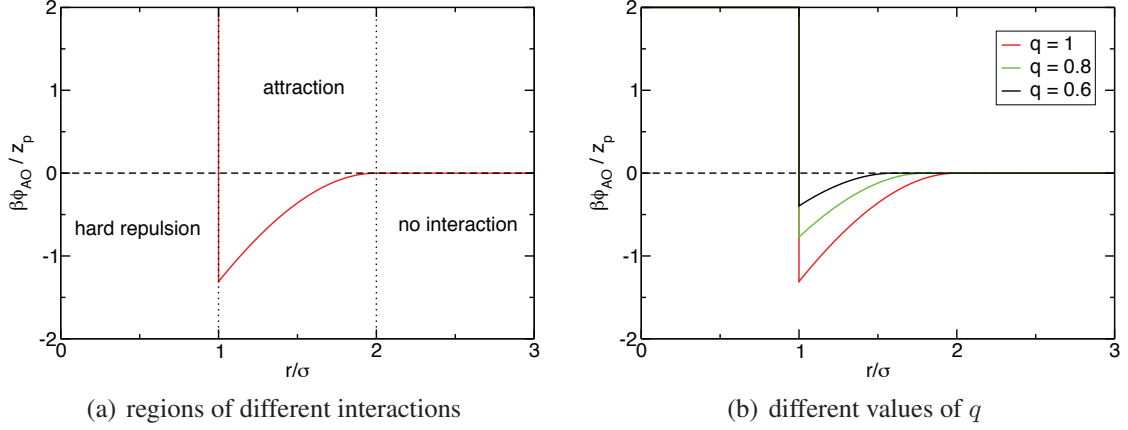 2
1
0
-1
-2
βϕAO / zp
attraction
hard repulsion
no interaction
0 1 2 3
r/σ
(a) regions of different interactions
2
1
0
-1
-2
βϕAO / zp
q = 1
q = 0.8
q = 0.6
0 1 2 3
r/σ
(b) different values of q